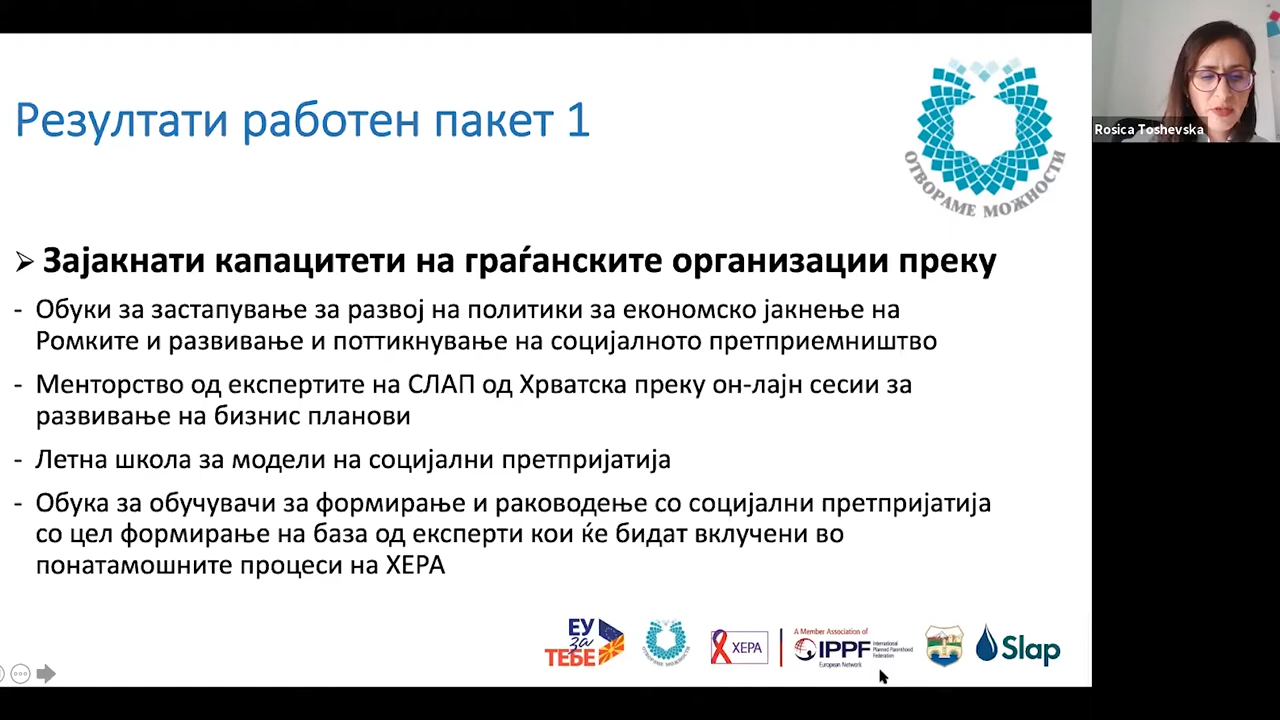 Резултати работен пакет 1
ОТВОРАМЕ МОЖНОСТИ
Rosica Toshevska
➢ Зајакнати капацитети на граѓанските организации преку
- Обуки за застапување за развој на политики за економско јакнење на
Ромките и развивање и поттикнување на социјалното претприемништво
- Менторство од експертите на СЛАП од Хрватска преку он-лајн сесии за
развивање на бизнис планови
- Летна школа за модели на социјални претпријатија
- Обука за обучувачи за формирање и раководење со социјални претпријатија
со цел формирање на база од експерти кои ќе бидат вклучени во
понатамошните процеси на ХЕРА
ЕУ
за
ТЕБЕ
ОТВОРАМЕ МОЖНОСТИ
ХЕРА
A Member Association of
IPPF International Planned Parenthood Federation
European Network
Slap